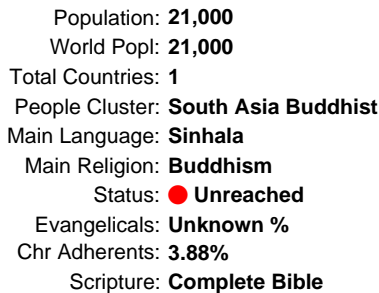 Population: 21,000
World Popl: 21,000
Total Countries: 1
People Cluster: South Asia Buddhist
Main Language: Sinhala
Main Religion: Buddhism
Status: Unreached
Evangelicals: Unknown %
Chr Adherents: 3.88%
Scripture: Complete Bible